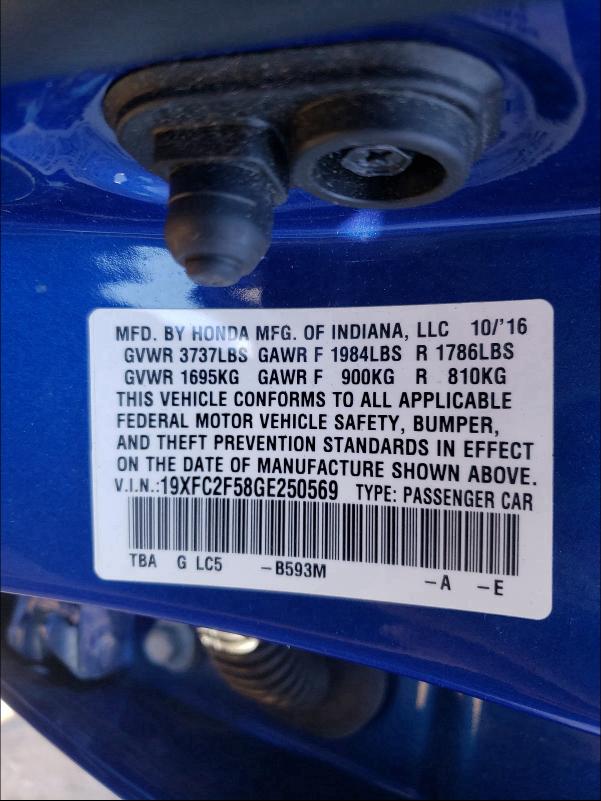 MFD. BY HONDA MFG. OF INDIANA, LLC 10/'16
GVWR 3737LBS GAWR F 1984LBS R 1786LBS
GVWR 1695KG GAWR F 900KG R 810KG
THIS VEHICLE CONFORMS TO ALL APPLICABLE
FEDERAL MOTOR VEHICLE SAFETY, BUMPER,
AND THEFT PREVENTION STANDARDS IN EFFECT
ON THE DATE OF MANUFACTURE SHOWN ABOVE.
V.I.N.:19XFC2F58GE250569 TYPE: PASSENGER CAR
TBA G LC5 -B593M -A -E